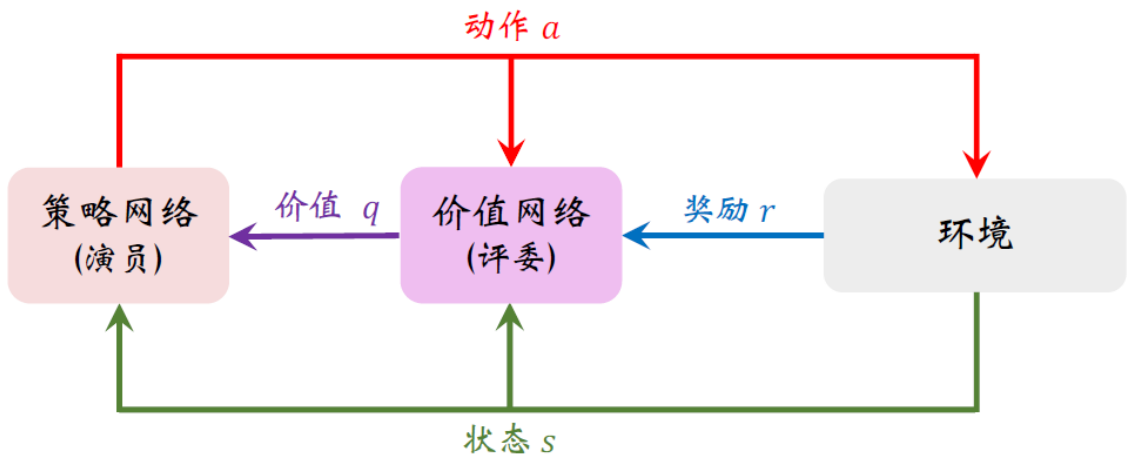 动作 a
策略网络
(演员)
价值 q
价值网络
(评委)
奖励 r
环境
状态 s